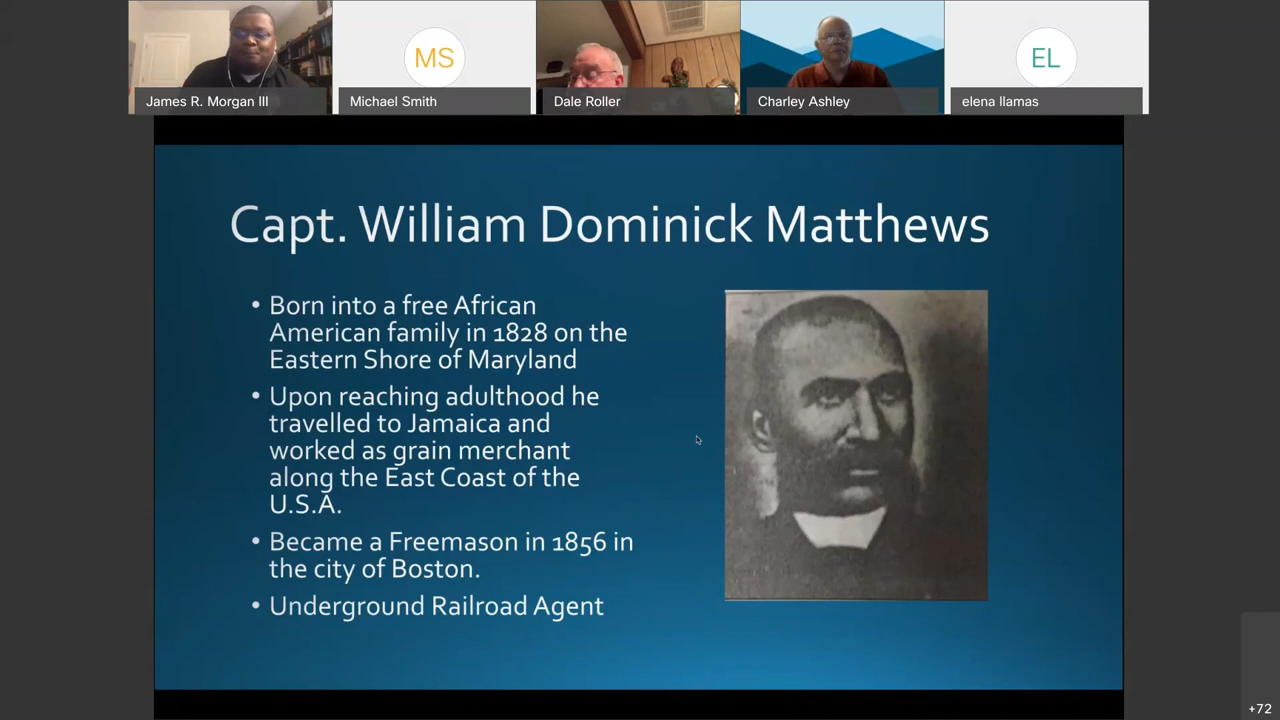 MS
EL
James R. Morgan III
Michael Smith
Dale Roller
Charley Ashley
elena llamas
Capt. William Dominick Matthews
• Born into a free African
American family in 1828 on the
Eastern Shore of Maryland
• Upon reaching adulthood he
travelled to Jamaica and
worked as grain merchant
along the East Coast of the
U.S.A.
• Became a Freemason in 1856 in
the city of Boston.
• Underground Railroad Agent
+72